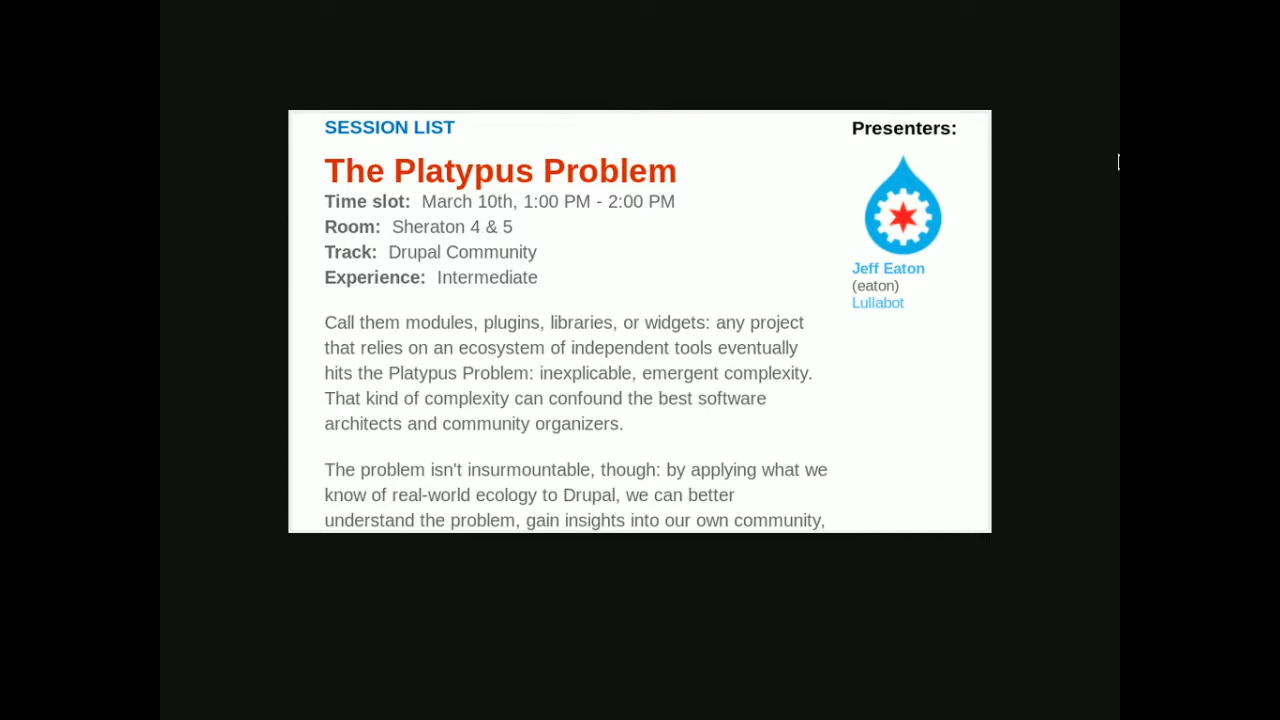 SESSION LIST
The Platypus Problem
Time slot: March 10th, 1:00 PM - 2:00 PM
Room: Sheraton 4 & 5
Track: Drupal Community
Experience: Intermediate
Call them modules, plugins, libraries, or widgets: any project
that relies on an ecosystem of independent tools eventually
hits the Platypus Problem: inexplicable, emergent complexity.
That kind of complexity can confound the best software
architects and community organizers.
The problem isn't insurmountable, though: by applying what we
know of real-world ecology to Drupal, we can better
understand the problem, gain insights into our own community,
Presenters:
Jeff Eaton
(eaton)
Lullabot